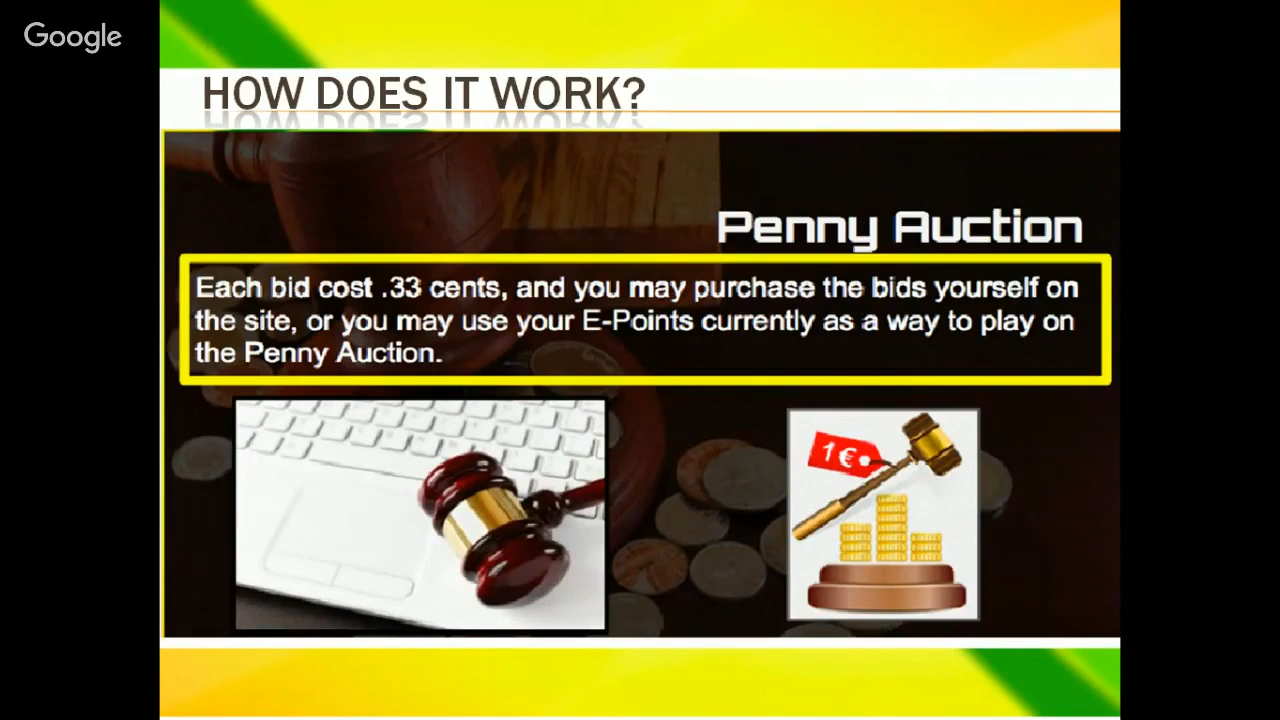 Google
HOW DOES IT WORK?
Penny Auction
Each bid cost .33 cents, and you may purchase the bids yourself on
the site, or you may use your E-Points currently as a way to play on
the Penny Auction.
1€